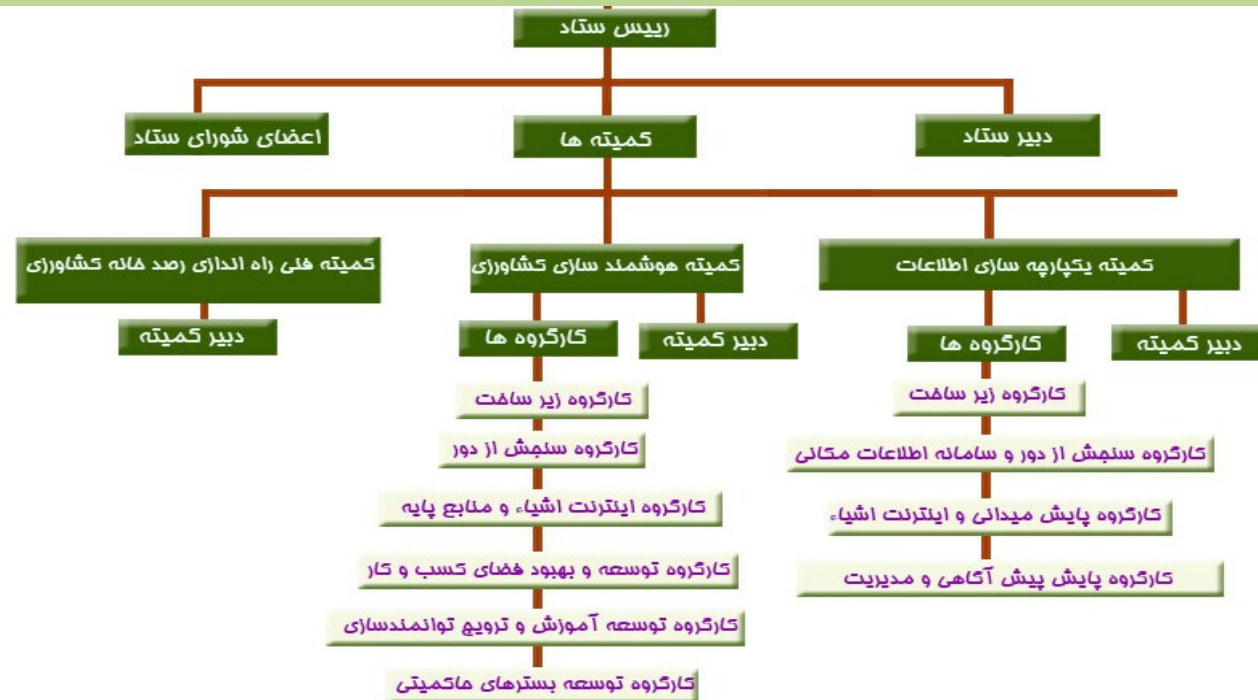 رییس ستاد
دبیر ستاد
کمیته ها
اعضای شورای ستاد
کمیته یکپارچه سازی اطلاعات
دبیر کمیته
کارگروه ها
کارگروه زیر ساخت
کارگروه سنجش از دور و سامانه اطلاعات مکانی
کارگروه پایش میدانی و اینترنت اشیاء
کارگروه پایش پیش آگاهی و مدیریت
کمیته هوشمند سازی کشاورزی
دبیر کمیته
کارگروه ها
کارگروه زیر ساخت
کارگروه سنجش از دور
کارگروه اینترنت اشیاء و منابع پایه
کارگروه توسعه و بهبود فضای کسب و کار
کارگروه توسعه آموزش و ترویج توانمندسازی
کارگروه توسعه بسترهای حاکمیتی
کمیته فنی راه اندازی رصد خانه کشاورزی
دبیر کمیته